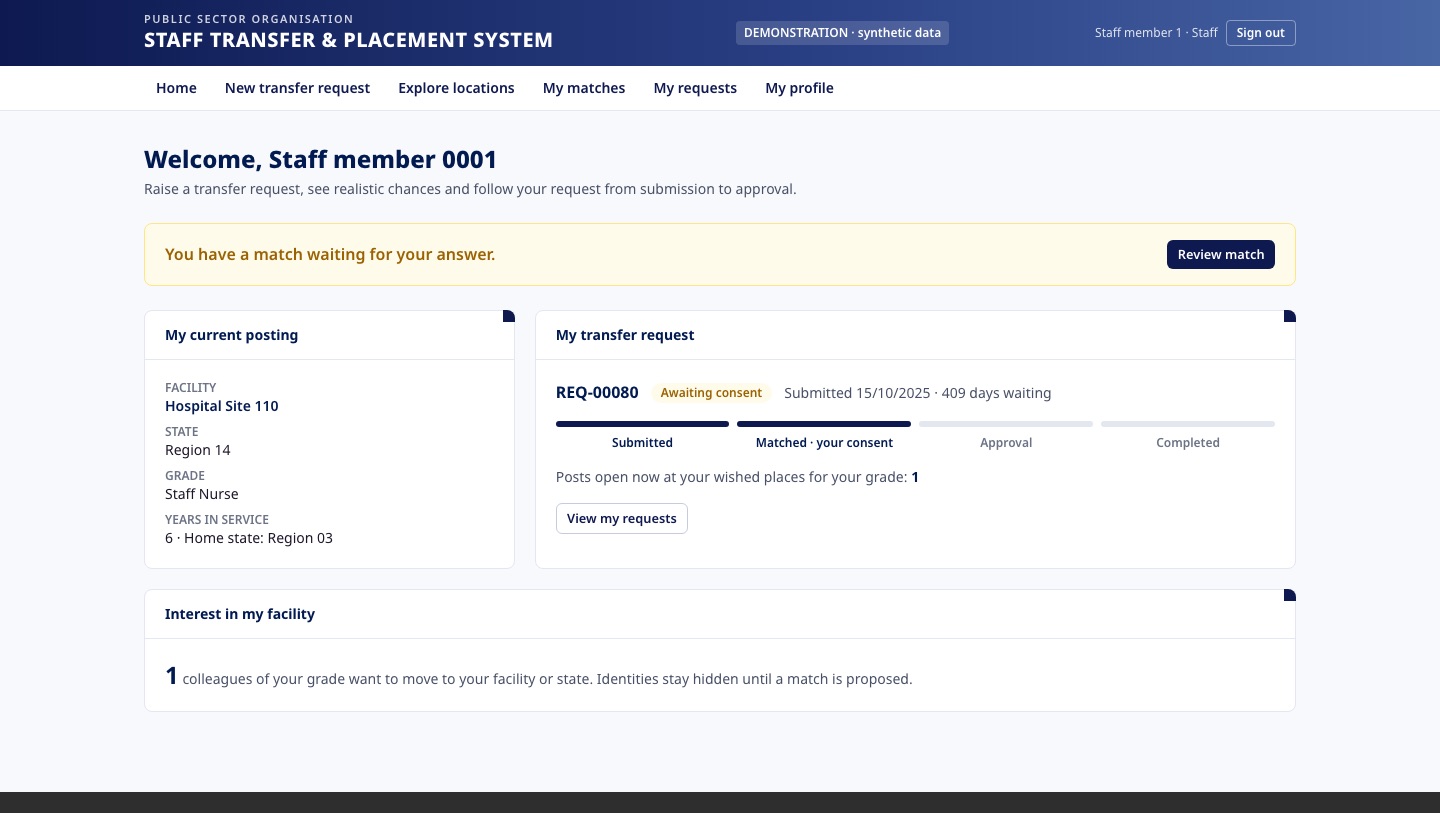 PUBLIC SECTOR ORGANISATION
STAFF TRANSFER & PLACEMENT SYSTEM
DEMONSTRATION · synthetic data
Staff member 1 · Staff
Sign out
Home
New transfer request
Explore locations
My matches
My requests
My profile
Welcome, Staff member 0001
Raise a transfer request, see realistic chances and follow your request from submission to approval.
You have a match waiting for your answer.
Review match
My current posting
FACILITY
Hospital Site 110
STATE
Region 14
GRADE
Staff Nurse
YEARS IN SERVICE
6 · Home state: Region 03
My transfer request
REQ-00080
Awaiting consent
Submitted 15/10/2025 · 409 days waiting
Submitted
Matched · your consent
Approval
Completed
Posts open now at your wished places for your grade: 1
View my requests
Interest in my facility
1 colleagues of your grade want to move to your facility or state. Identities stay hidden until a match is proposed.